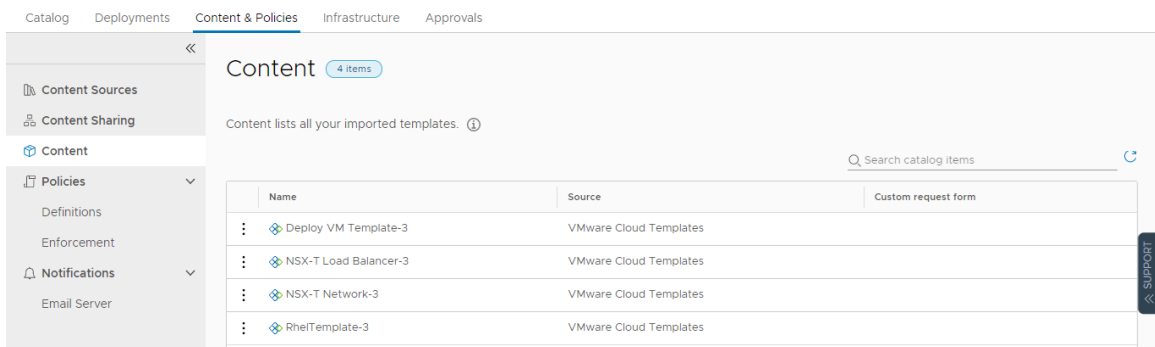 Catalog Deployments Content & Policies Infrastructure Approvals
Content Sources
Content Sharing
Content
Policies
Definitions
Enforcement
Notifications
Email Server
Content 4 items
Content lists all your imported templates.
Search catalog items
Name Source Custom request form
Deploy VM Template-3 VMware Cloud Templates
NSX-T Load Balancer-3 VMware Cloud Templates
NSX-T Network-3 VMware Cloud Templates
RhelTemplate-3 VMware Cloud Templates
SUPPORT